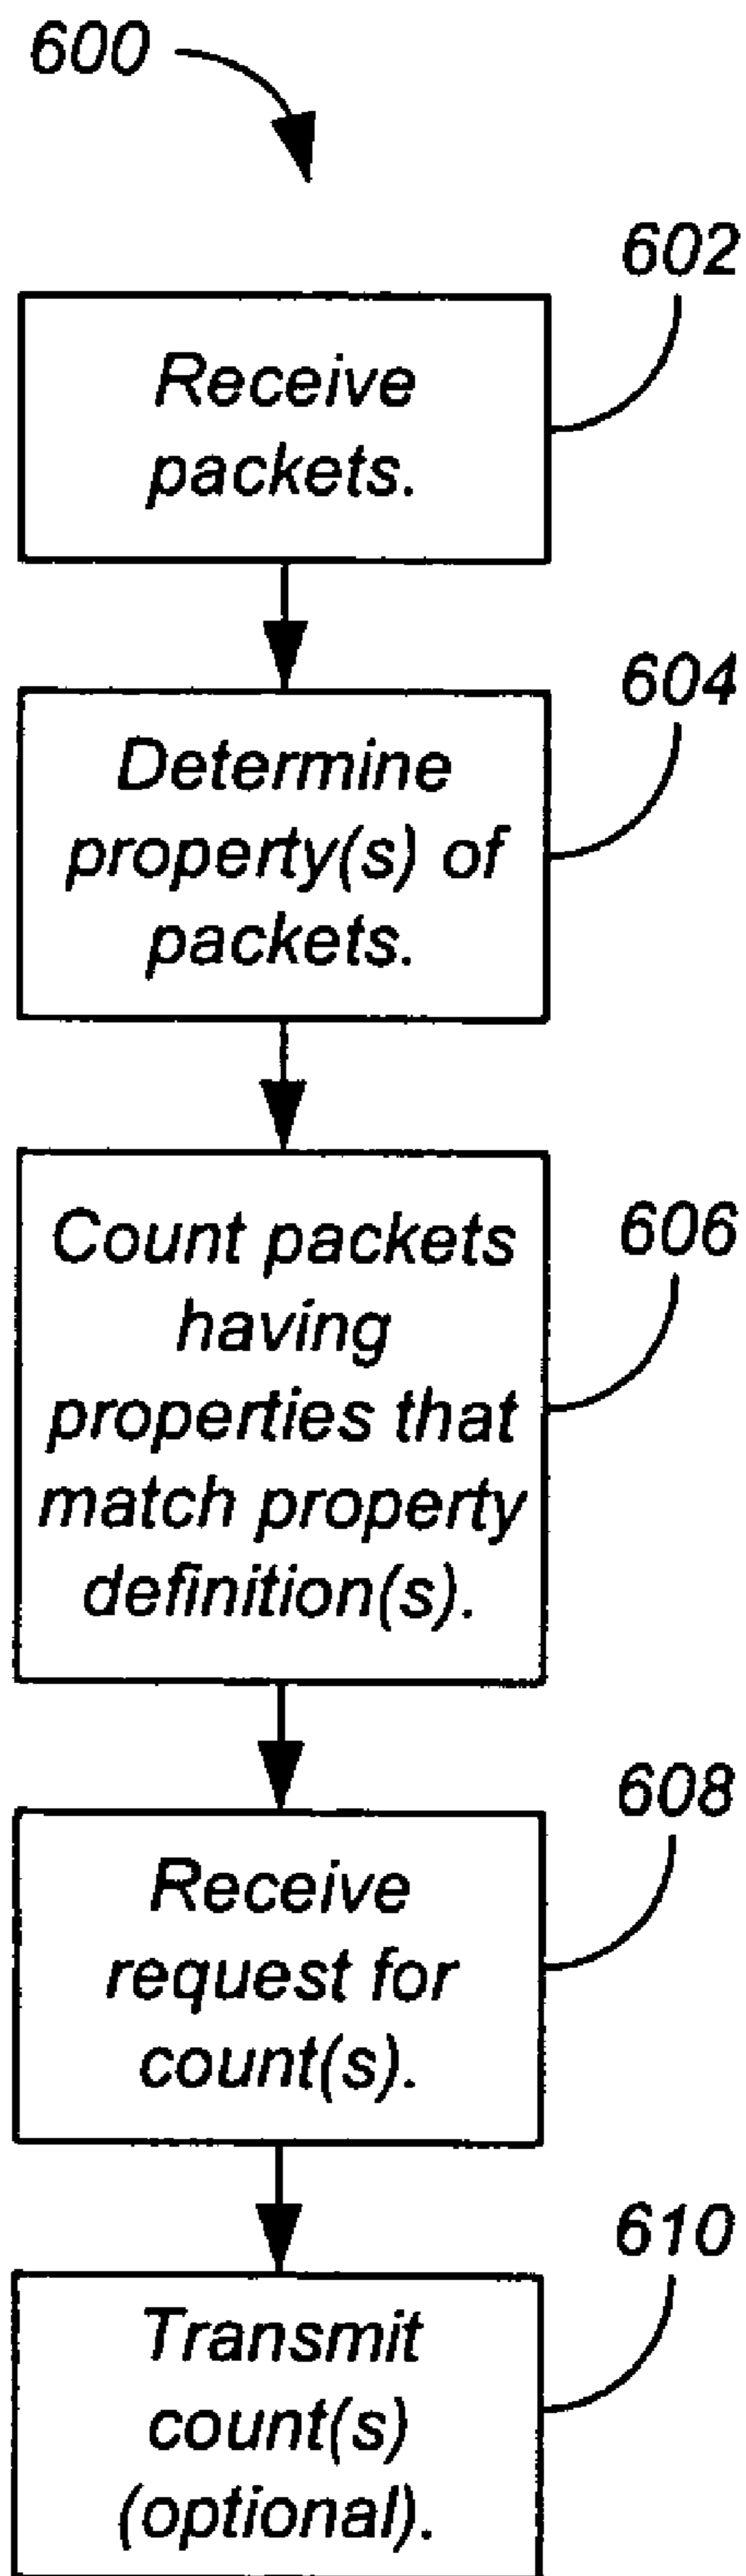 600
602
Receive
packets.
604
Determine
property(s) of
packets.
606
Count packets
having
properties that
match property
definition(s).
608
Receive
request for
count(s).
610
Transmit
count(s)
(optional).